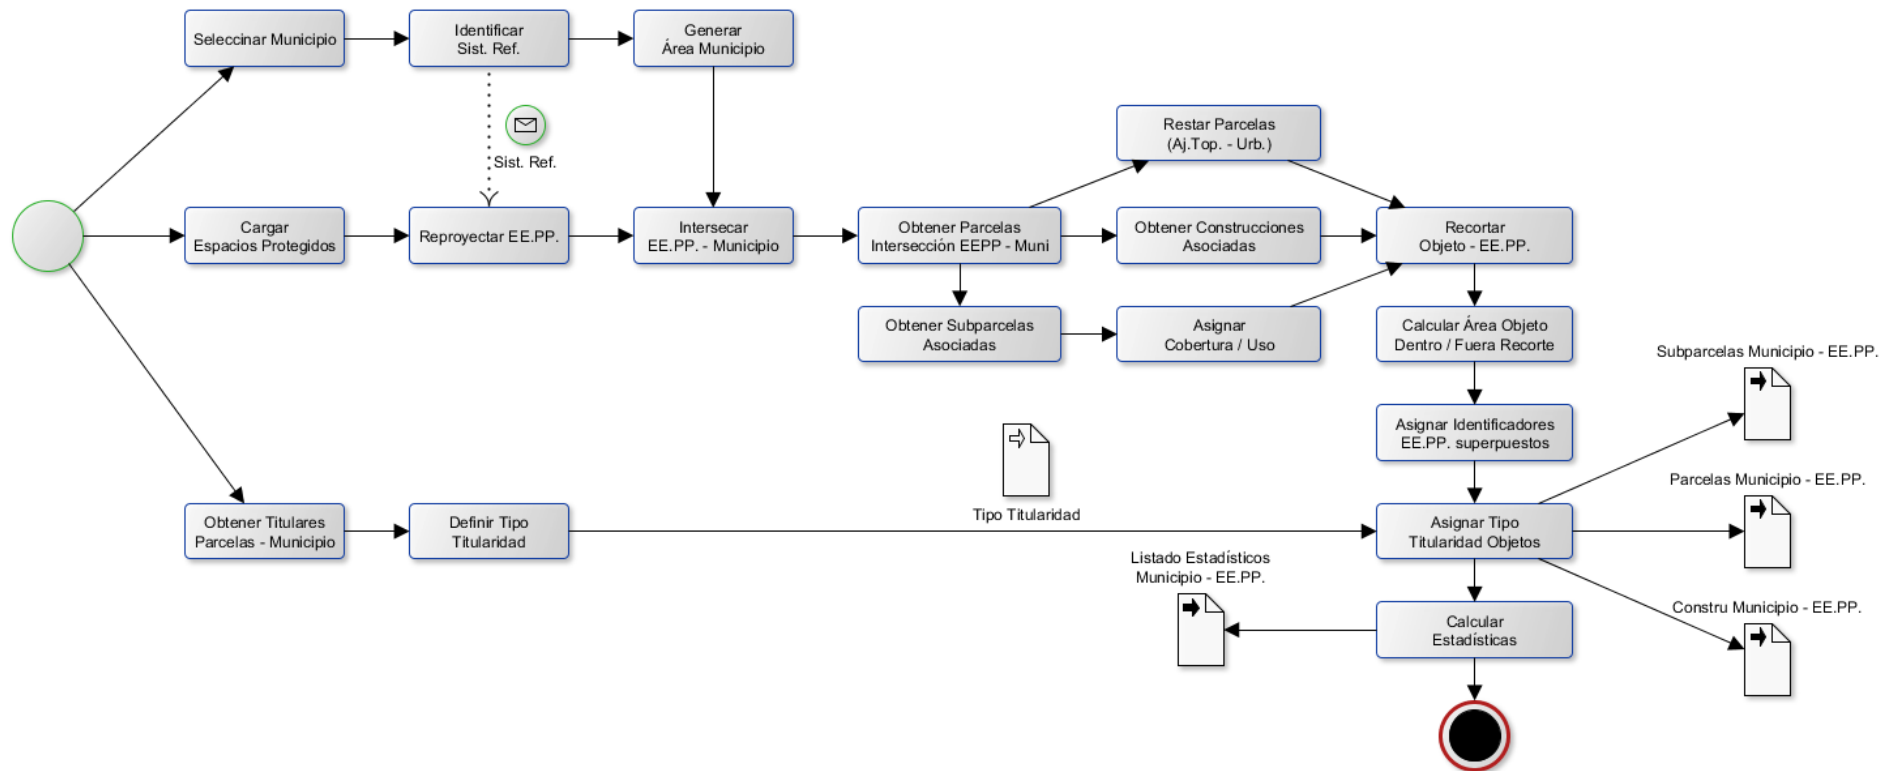 Seleccinar Municipio
Identificar
Sist. Ref.
Generar
Área Municipio
Sist. Ref.
Restar Parcelas
(Aj.Top. - Urb.)
Cargar
Espacios Protegidos
Reproyectar EE.PP.
Intersecar
EE.PP. - Municipio
Obtener Parcelas
Intersección EEPP - Muni
Obtener Construcciones
Asociadas
Recortar
Objeto - EE.PP.
Obtener Subparcelas
Asociadas
Asignar
Cobertura / Uso
Calcular Área Objeto
Dentro / Fuera Recorte
Subparcelas Municipio - EE.PP.
Asignar Identificadores
EE.PP. superpuestos
Parcelas Municipio - EE.PP.
Tipo Titularidad
Obtener Titulares
Parcelas - Municipio
Definir Tipo
Titularidad
Asignar Tipo
Titularidad Objetos
Listado Estadísticos
Municipio - EE.PP.
Constru Municipio - EE.PP.
Calcular
Estadísticas